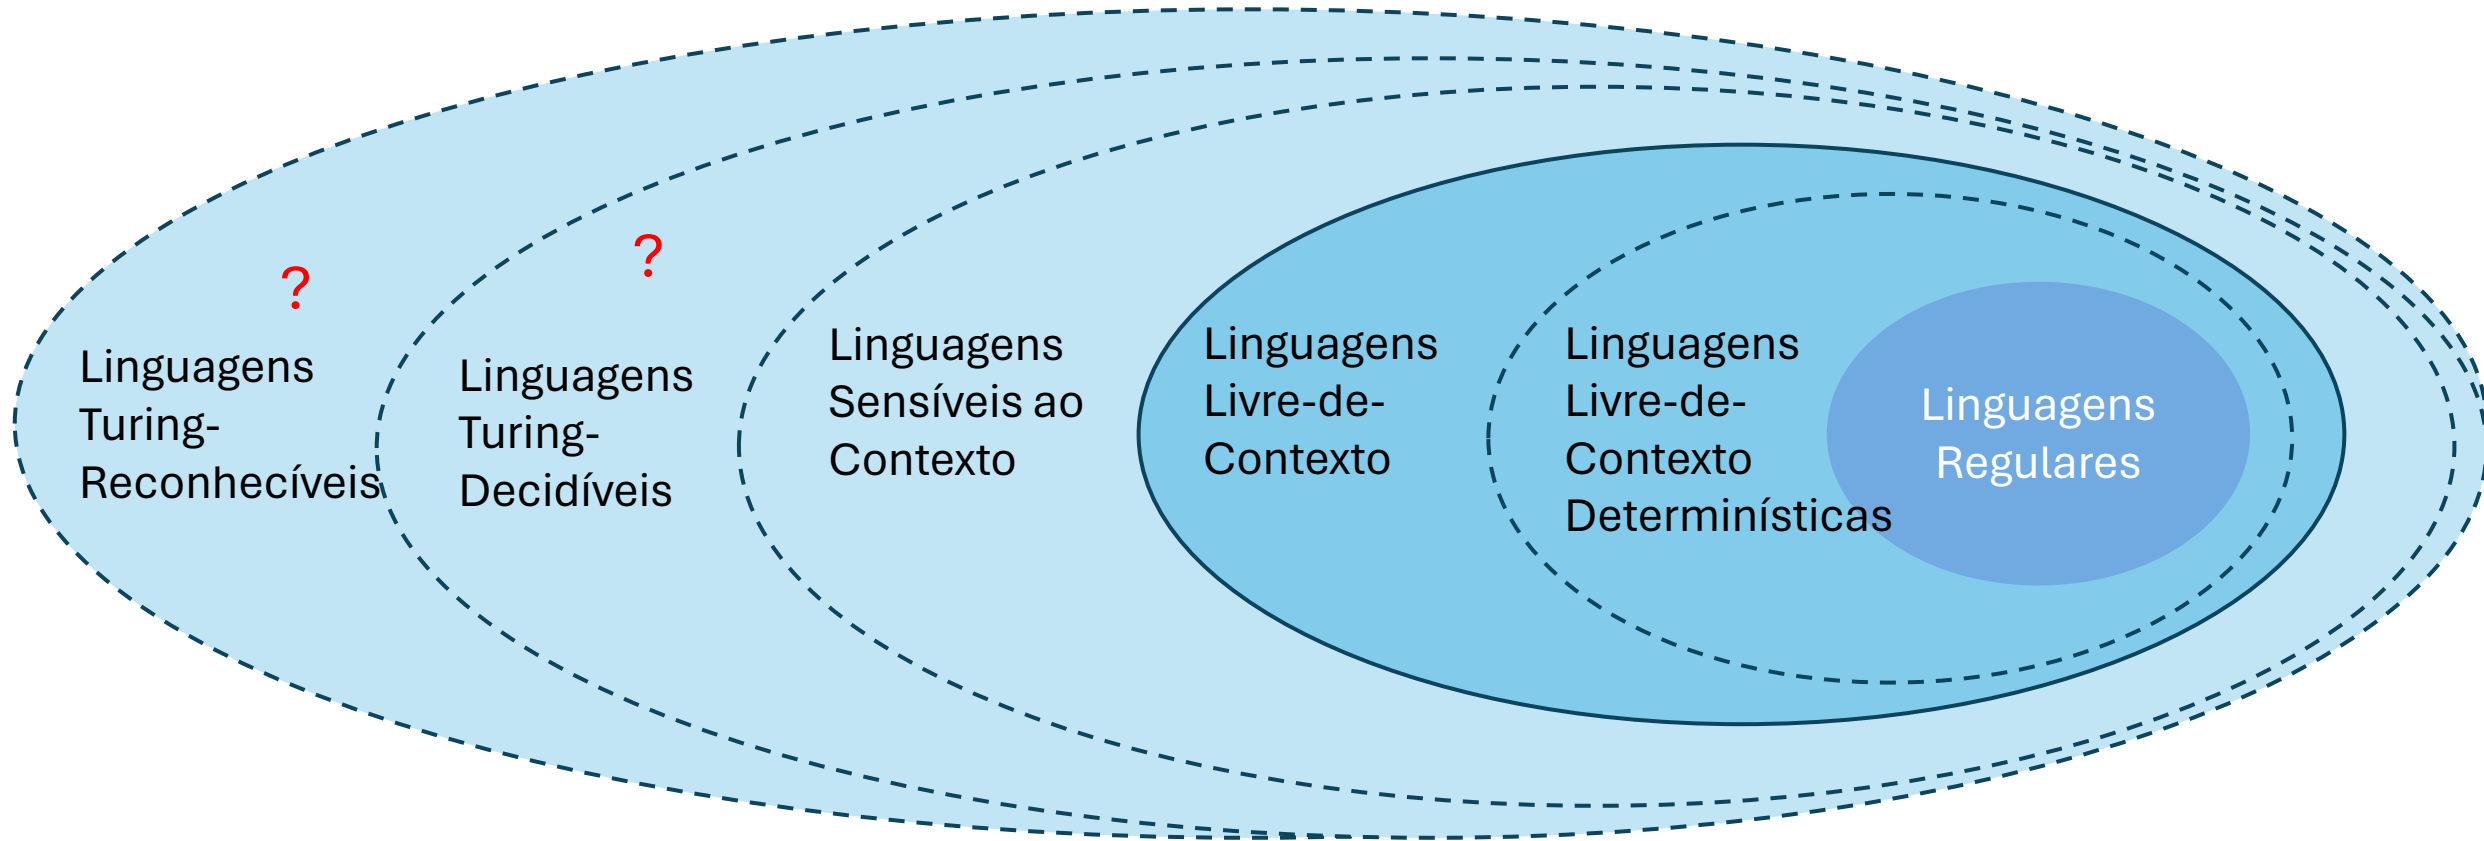 ?
Linguagens
Turing-
Reconhecíveis
?
Linguagens
Turing-
Decidíveis
Linguagens
Sensíveis ao
Contexto
Linguagens
Livre-de-
Contexto
Linguagens
Livre-de-
Contexto
Determinísticas
Linguagens
Regulares